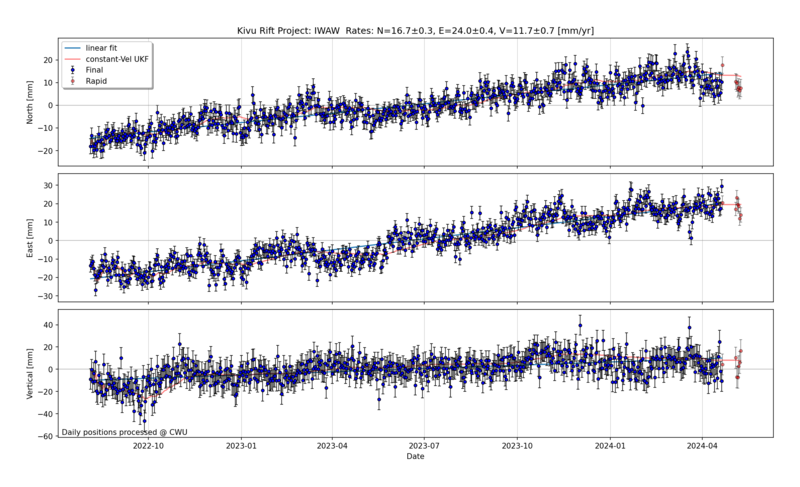 Kivu Rift Project: IWAW  Rates: N=16.7±0.3, E=24.0±0.4, V=11.7±0.7 [mm/yr]
linear fit
constant-Vel UKF
Final
Rapid
North [mm]
20
10
0
−10
−20
East [mm]
30
20
10
0
−10
−20
−30
Vertical [mm]
40
20
0
−20
−40
−60
Daily positions processed @ CWU
2022-10
2023-01
2023-04
2023-07
2023-10
2024-01
2024-04
Date